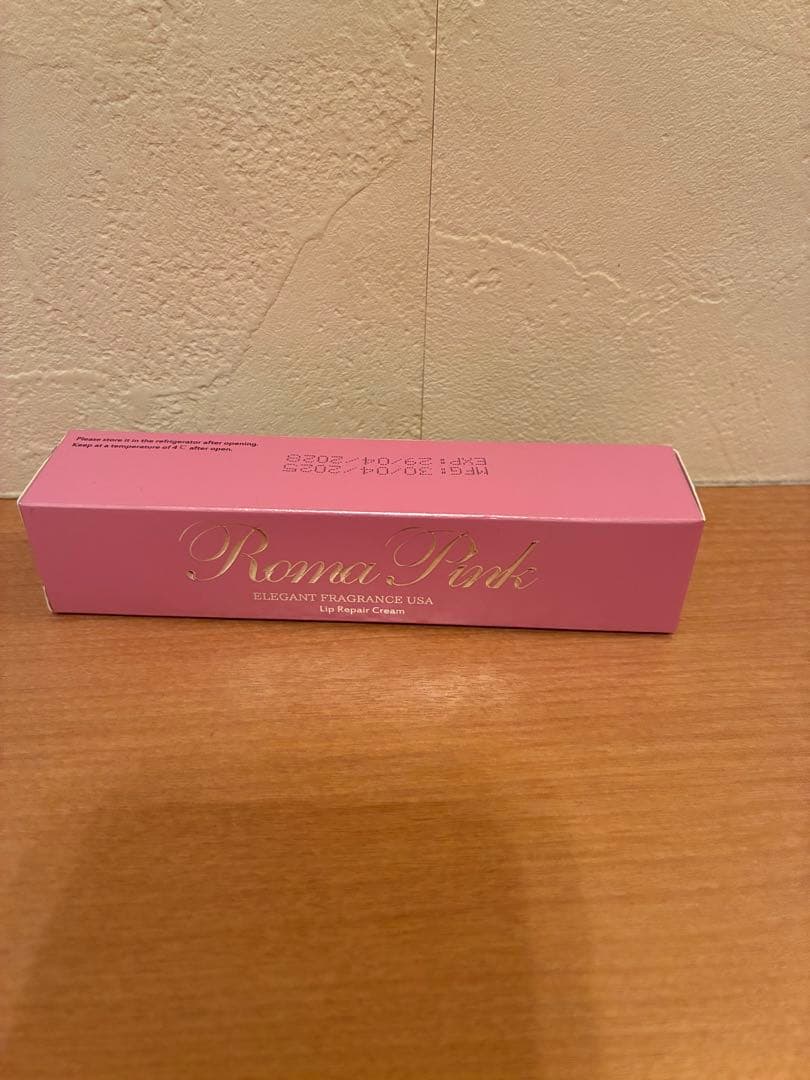 Please store it in the refrigerator after opening.
Keep at a temperature of 4℃ after open.
MFG:30/04/2025
EXP:29/04/2028
Roma Pink
ELEGANT FRAGRANCE USA
Lip Repair Cream